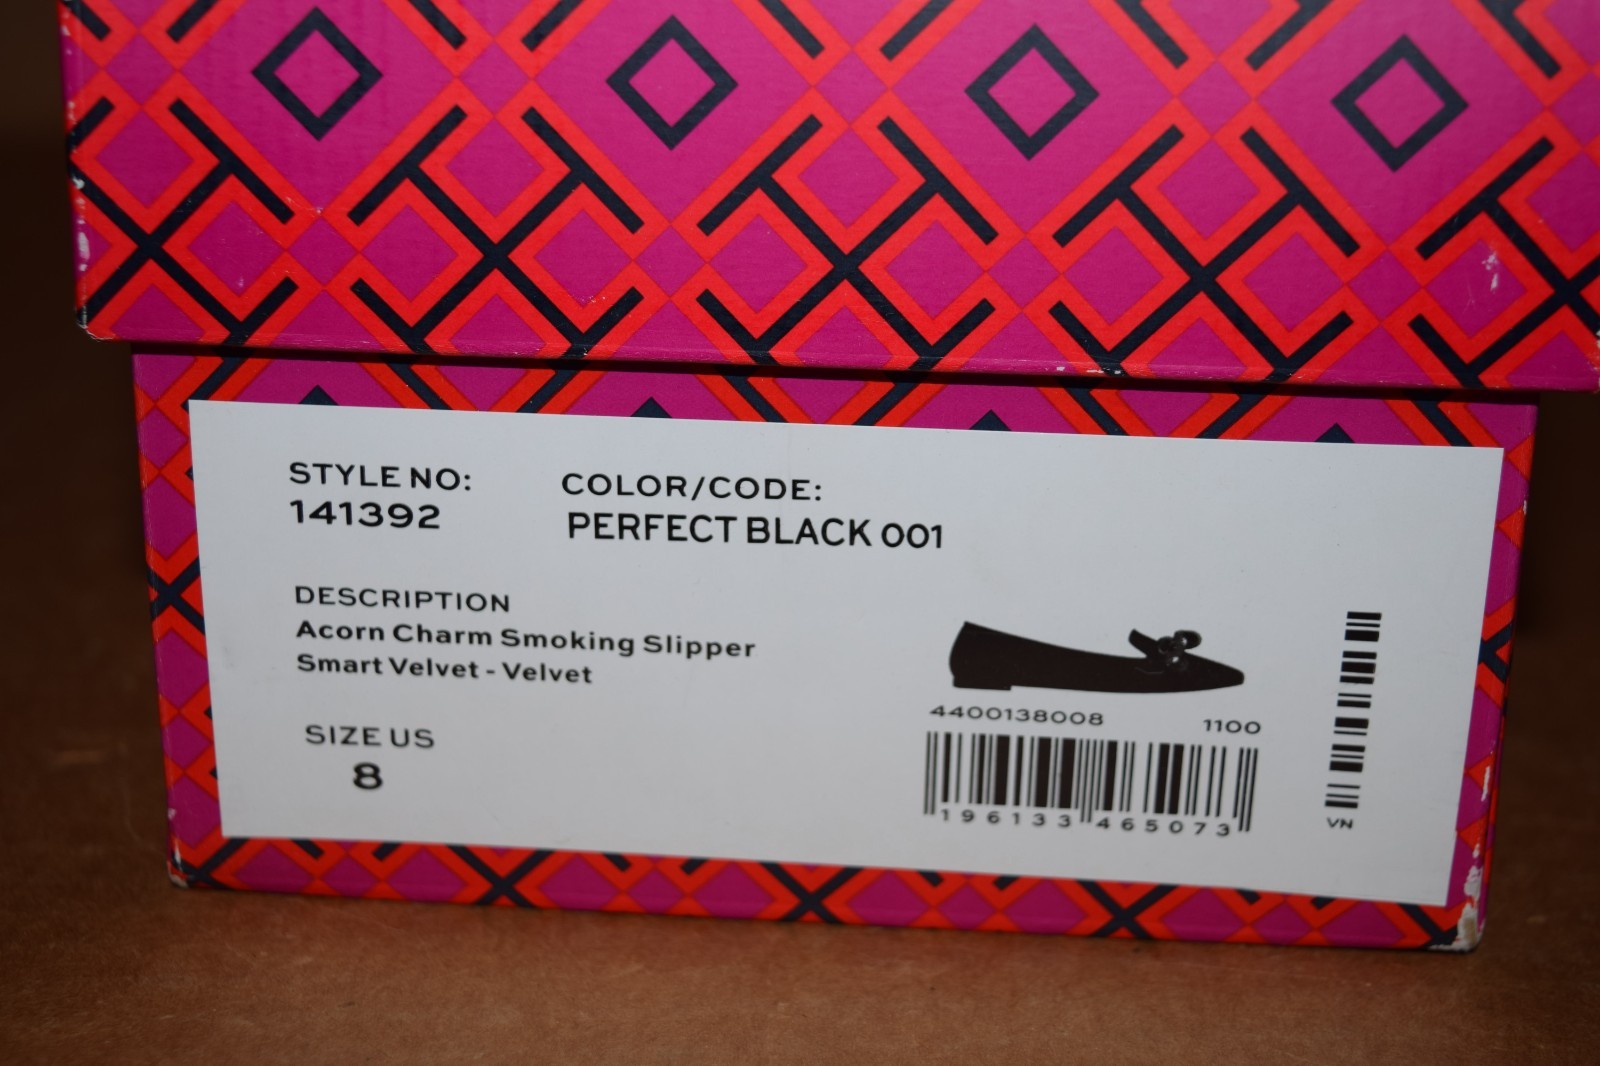 STYLE NO:
141392
COLOR/CODE:
PERFECT BLACK 001
DESCRIPTION
Acorn Charm Smoking Slipper
Smart Velvet - Velvet
SIZE US
8
4400138008 1100
196133465073
VN